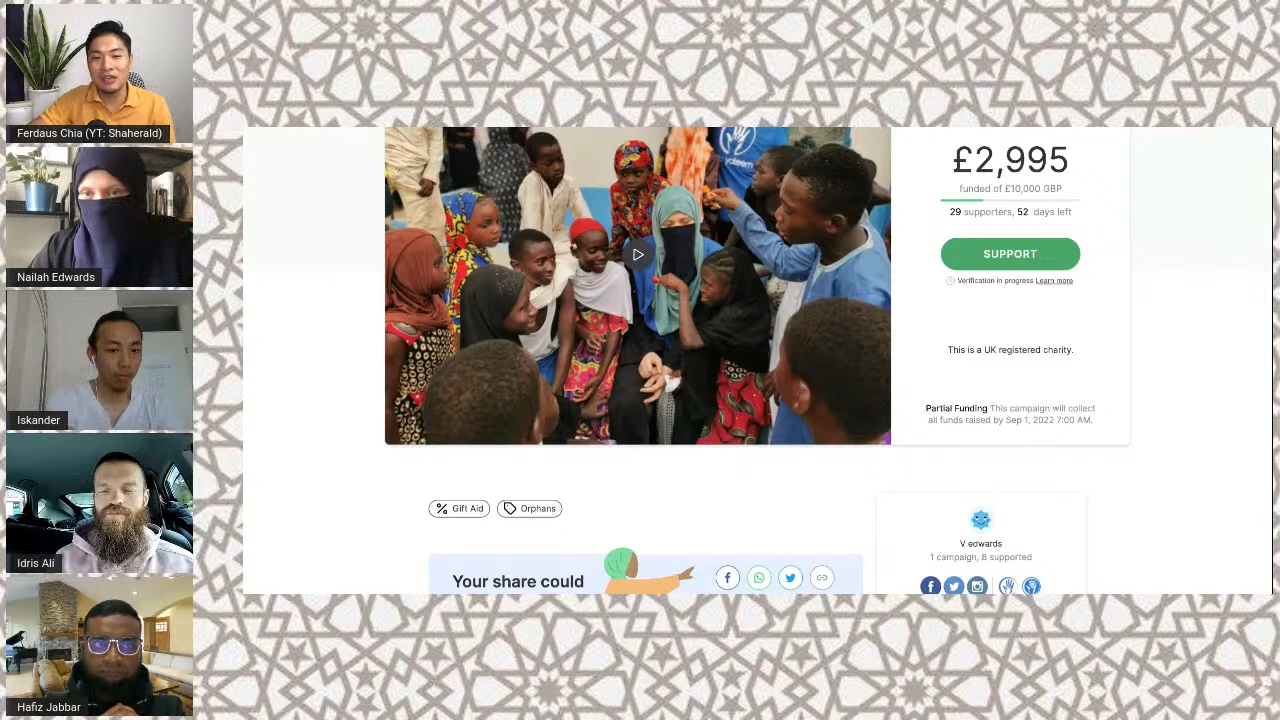 Ferdaus Chia (YT: Shaherald)
Nailah Edwards
Iskander
Idris Ali
Hafiz Jabbar
yateem
£2,995
funded of £10,000 GBP
29 supporters, 52 days left
SUPPORT
Verification in progress Learn more
This is a UK registered charity.
Partial Funding This campaign will collect
all funds raised by Sep 1, 2022 7:00 AM.
Gift Aid
Orphans
Your share could
V edwards
1 campaign, 8 supported